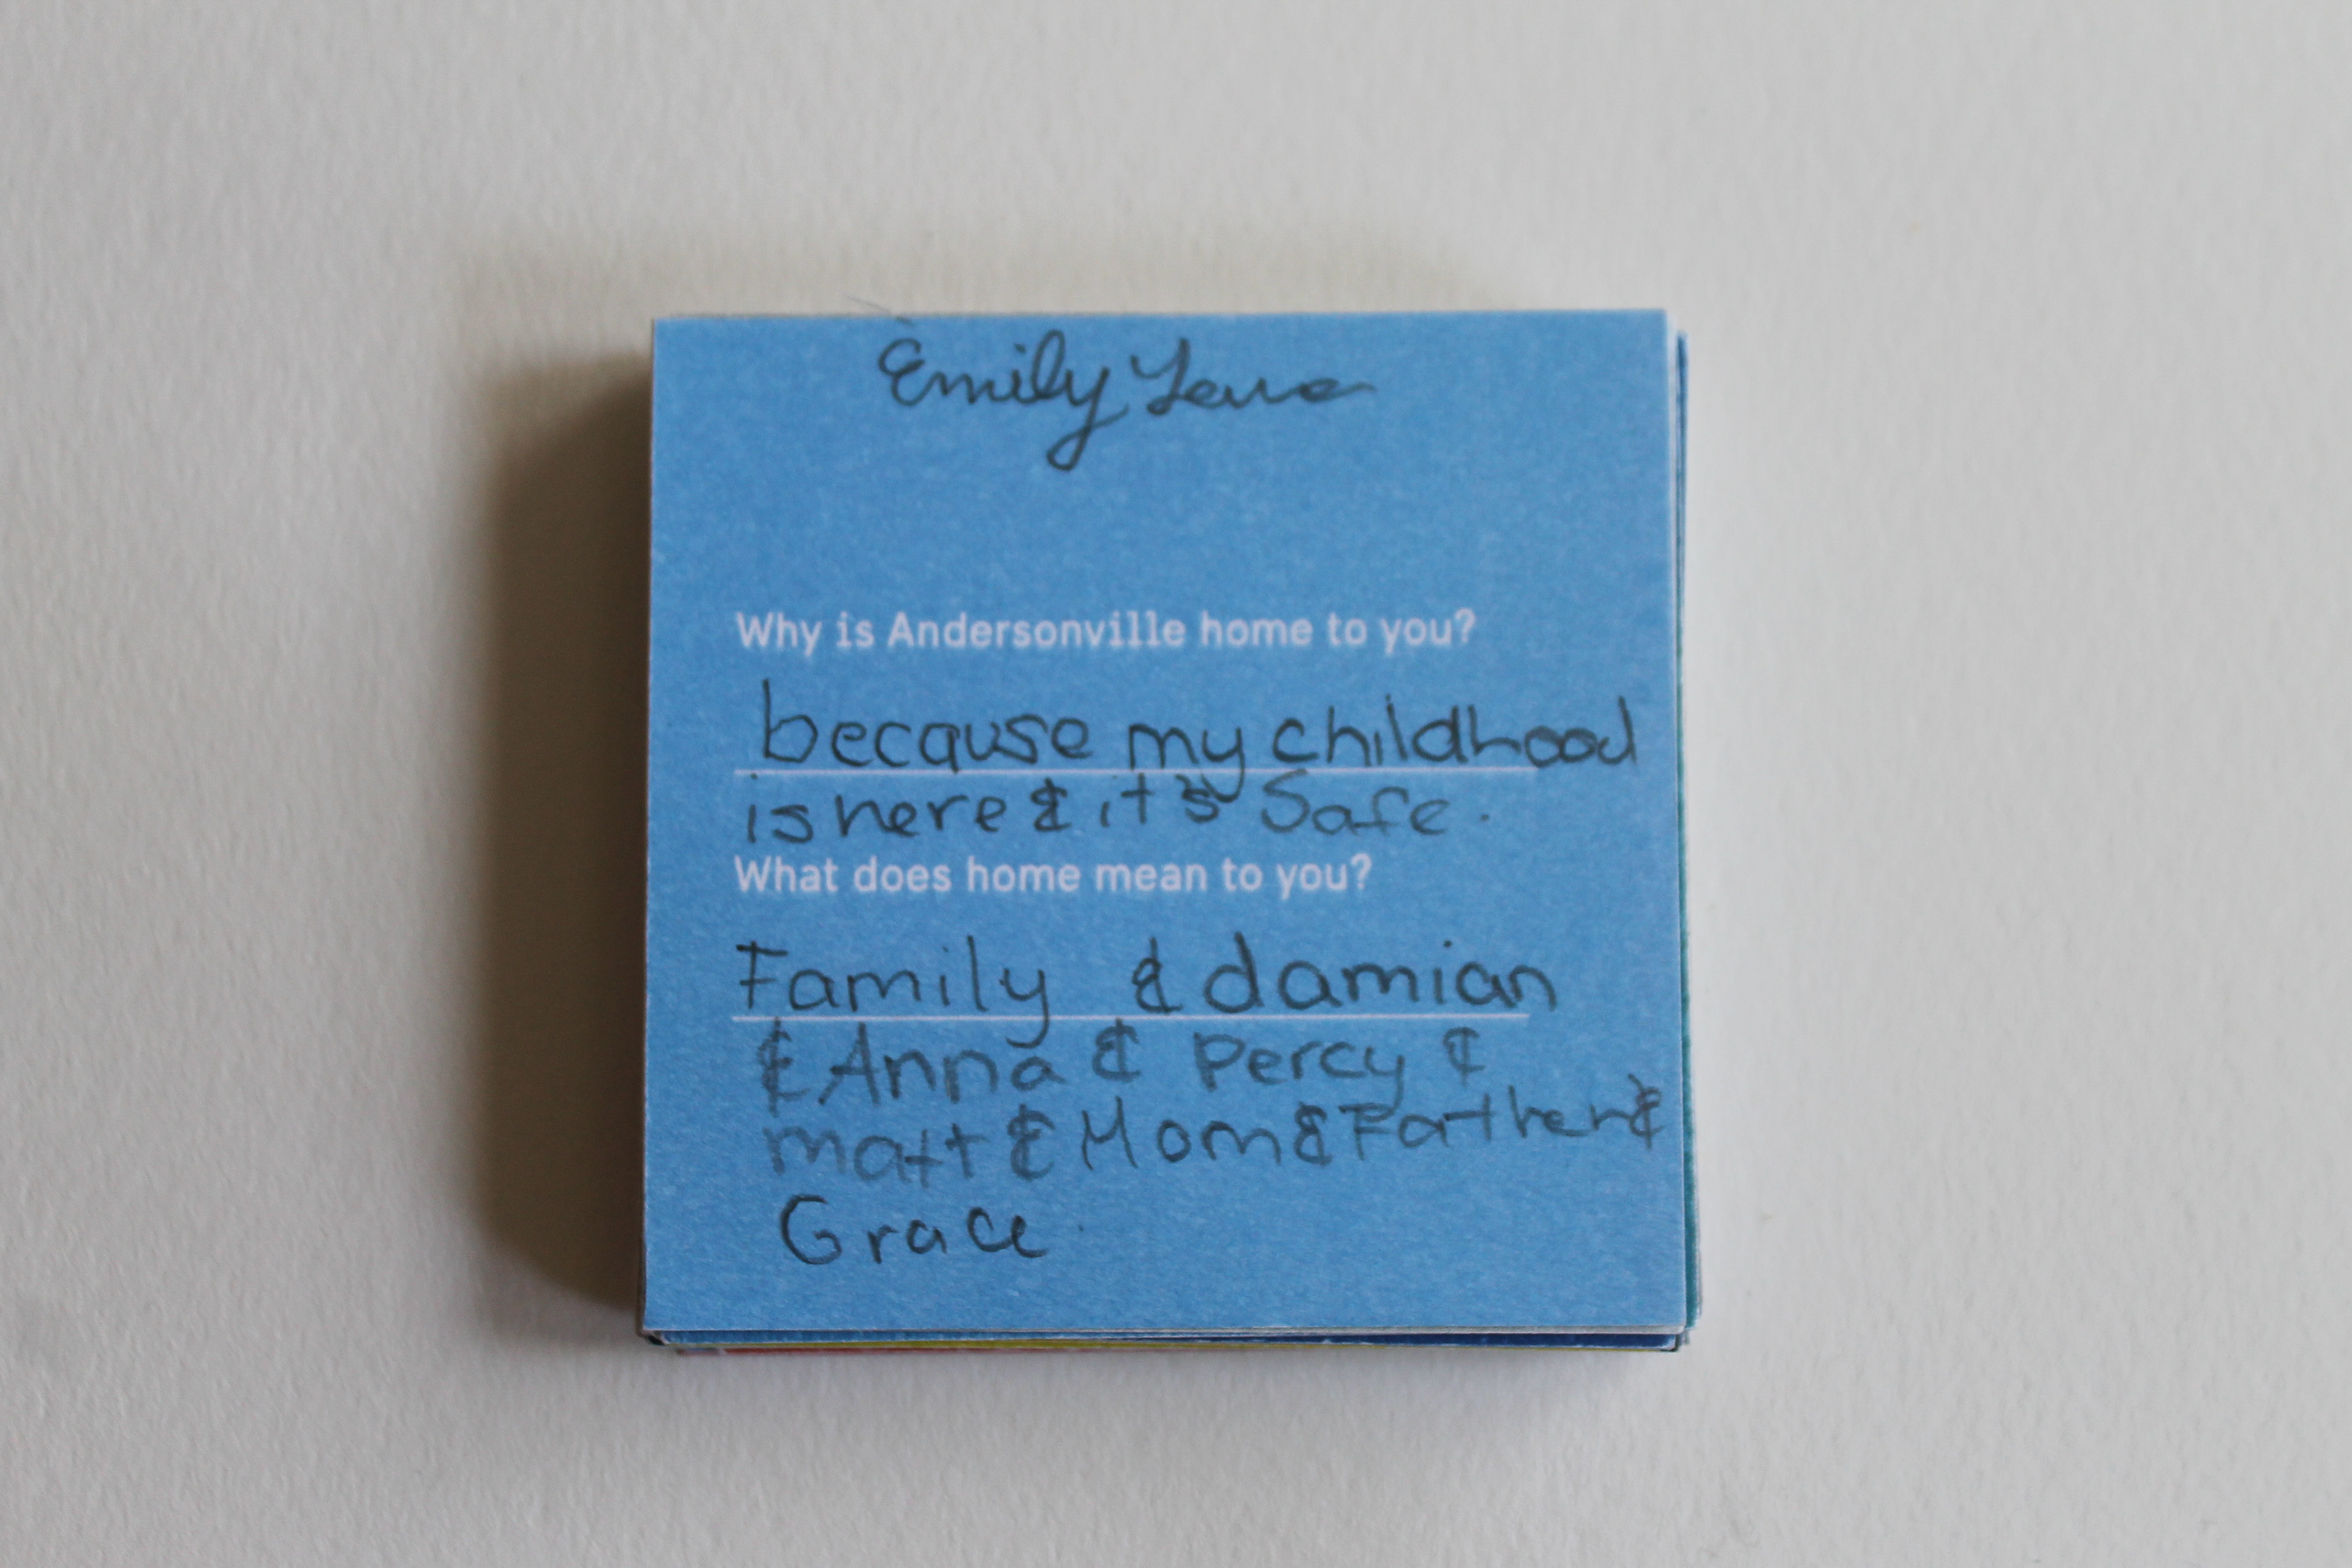 Emily
Why is Andersonville home to you?
because my childhood
is here & it's Safe.
What does home mean to you?
Family & damian
& Anna & Percy &
matt & Mom & Father &
Grace.